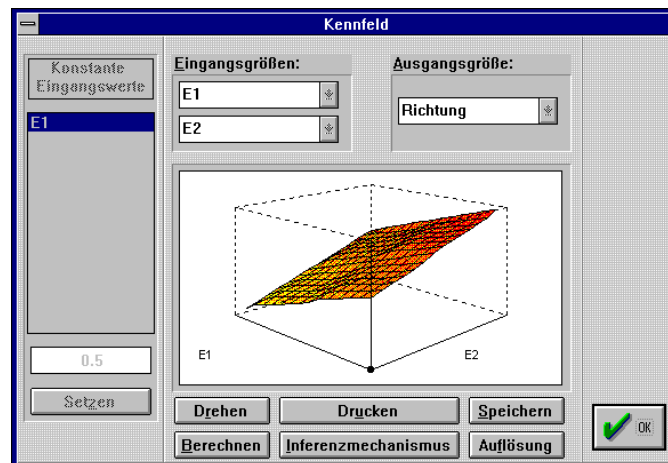 Kennfeld
Konstante
Eingangswerte
E1
0.5
Setzen
Eingangsgrößen:
E1
E2
Ausgangsgröße:
Richtung
E1
E2
Drehen
Drucken
Speichern
Berechnen
Inferenzmechanismus
Auflösung
OK